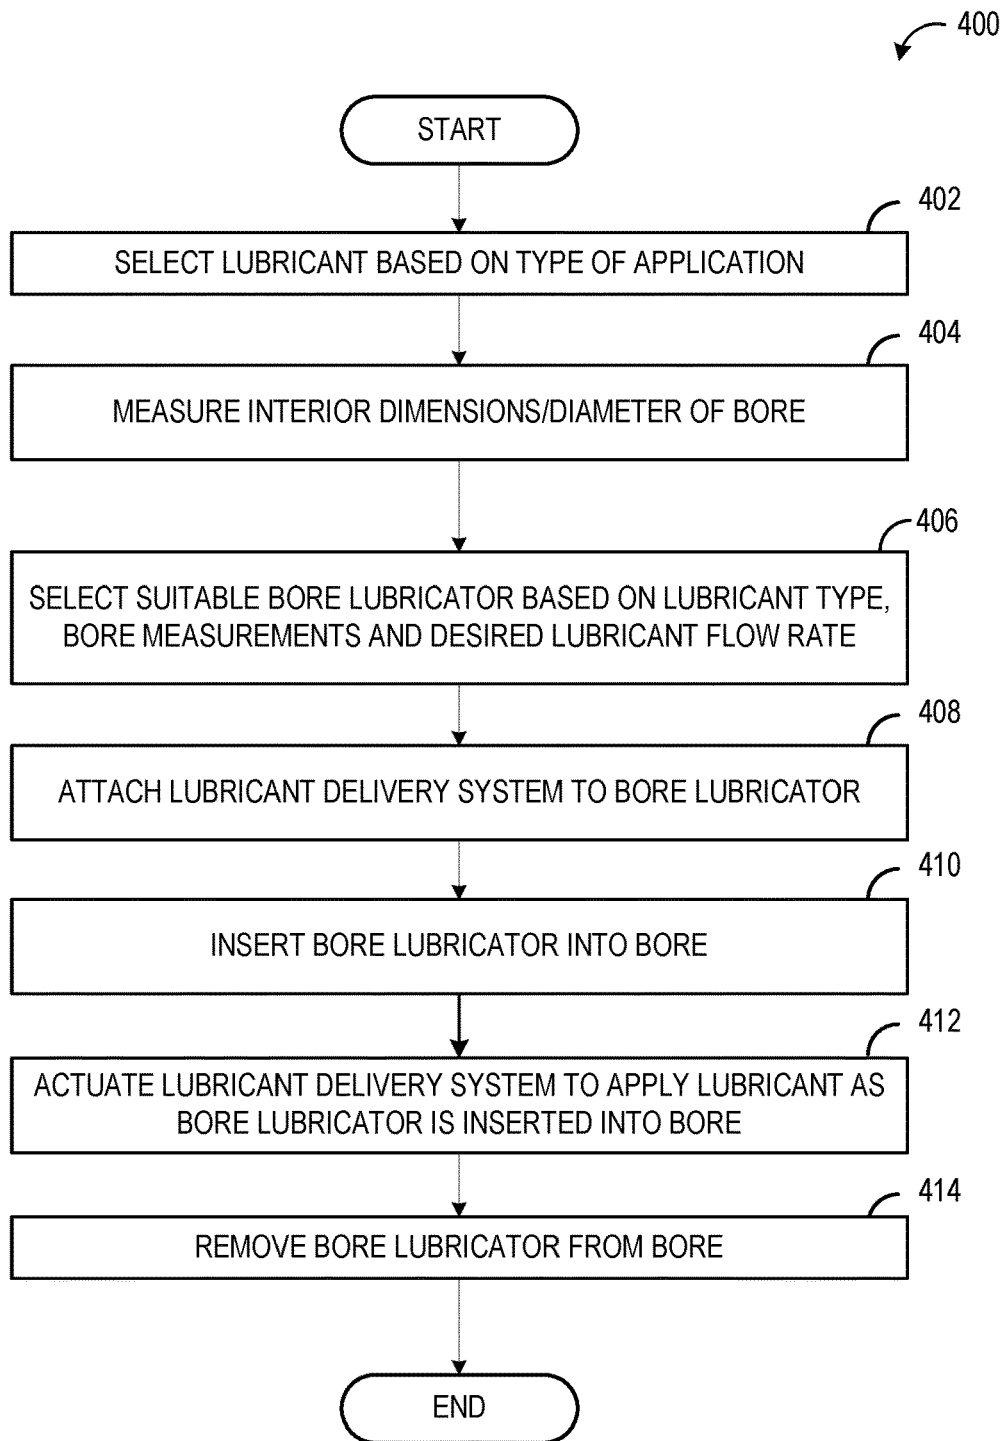 400
START
402
SELECT LUBRICANT BASED ON TYPE OF APPLICATION
404
MEASURE INTERIOR DIMENSIONS/DIAMETER OF BORE
406
SELECT SUITABLE BORE LUBRICATOR BASED ON LUBRICANT TYPE,
BORE MEASUREMENTS AND DESIRED LUBRICANT FLOW RATE
408
ATTACH LUBRICANT DELIVERY SYSTEM TO BORE LUBRICATOR
410
INSERT BORE LUBRICATOR INTO BORE
412
ACTUATE LUBRICANT DELIVERY SYSTEM TO APPLY LUBRICANT AS
BORE LUBRICATOR IS INSERTED INTO BORE
414
REMOVE BORE LUBRICATOR FROM BORE
END